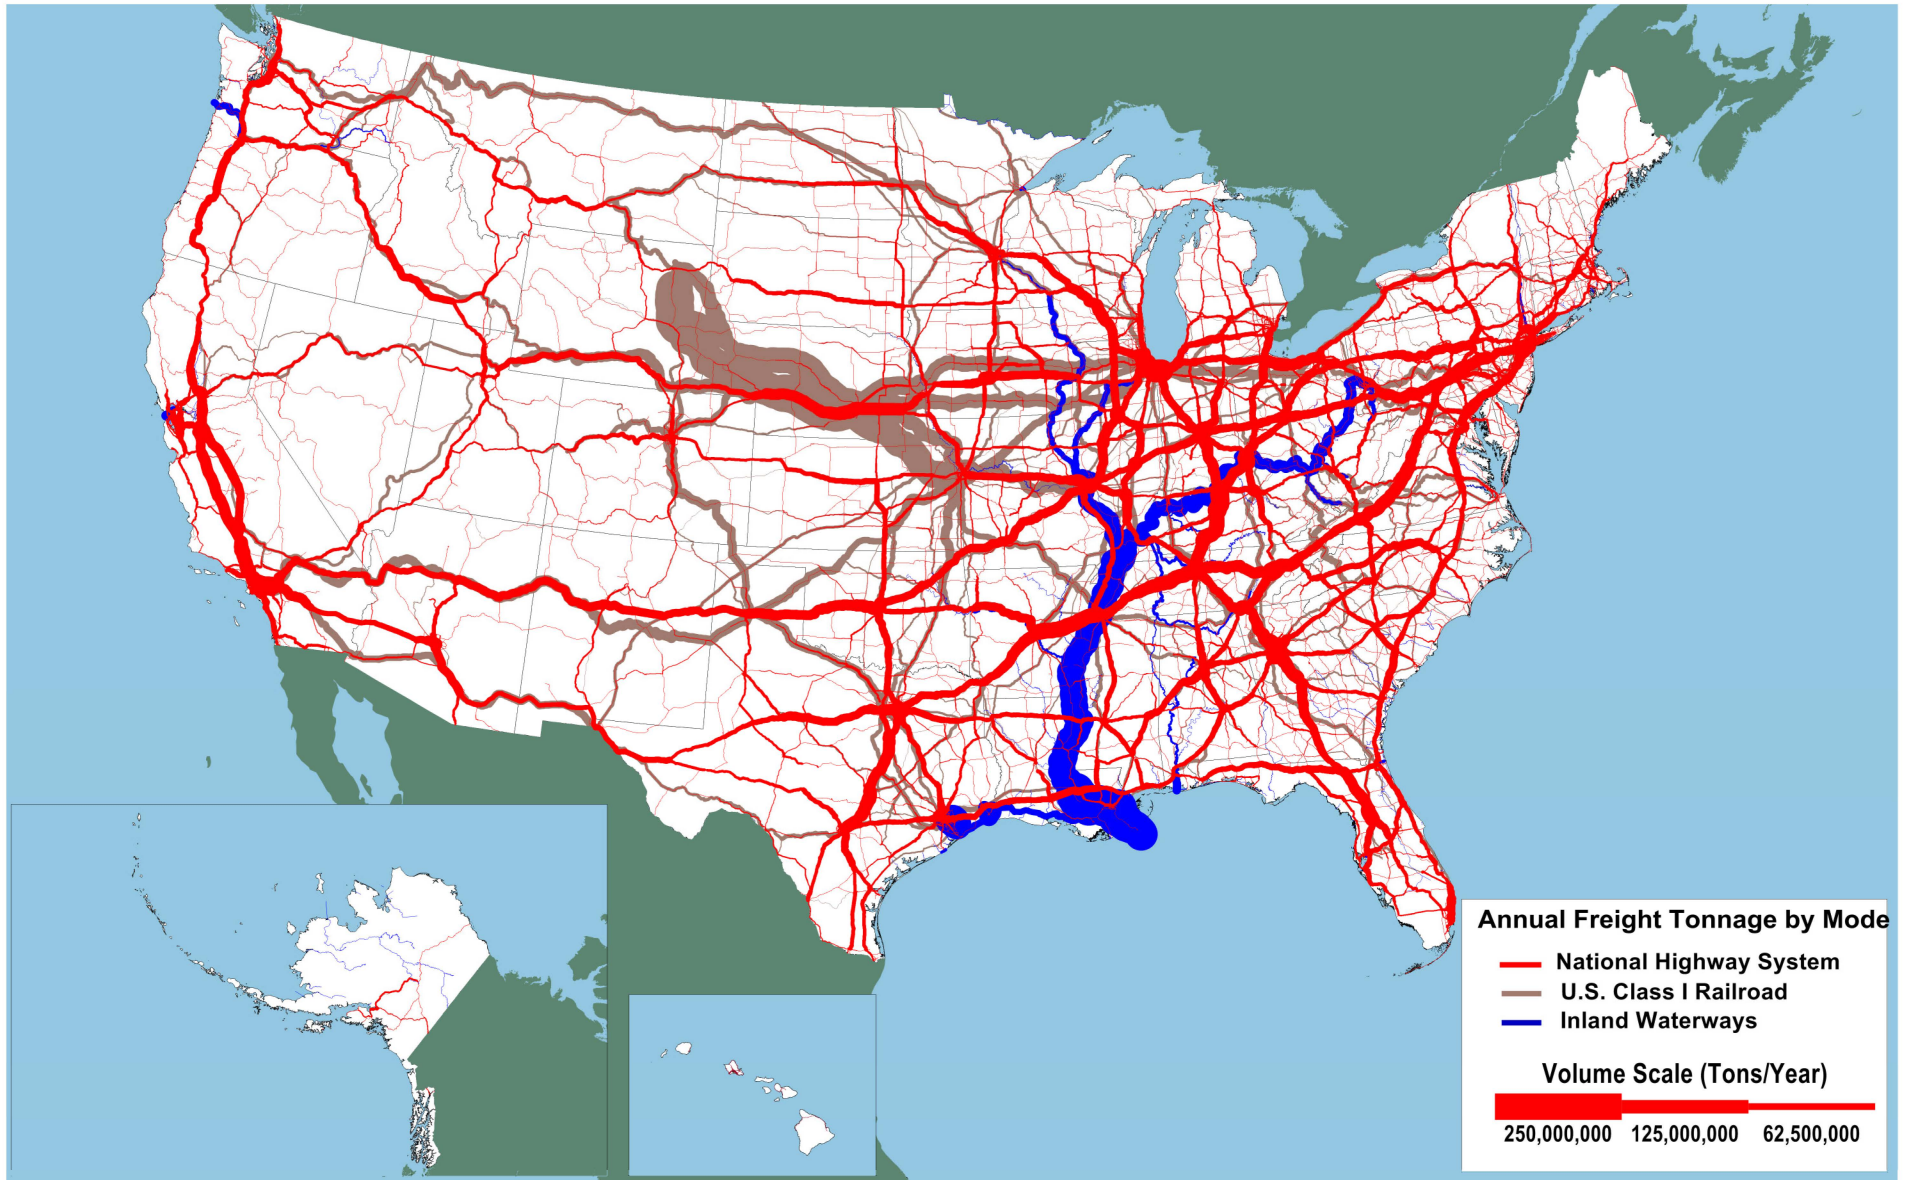 Annual Freight Tonnage by Mode
National Highway System
U.S. Class I Railroad
Inland Waterways
Volume Scale (Tons/Year)
250,000,000 125,000,000 62,500,000